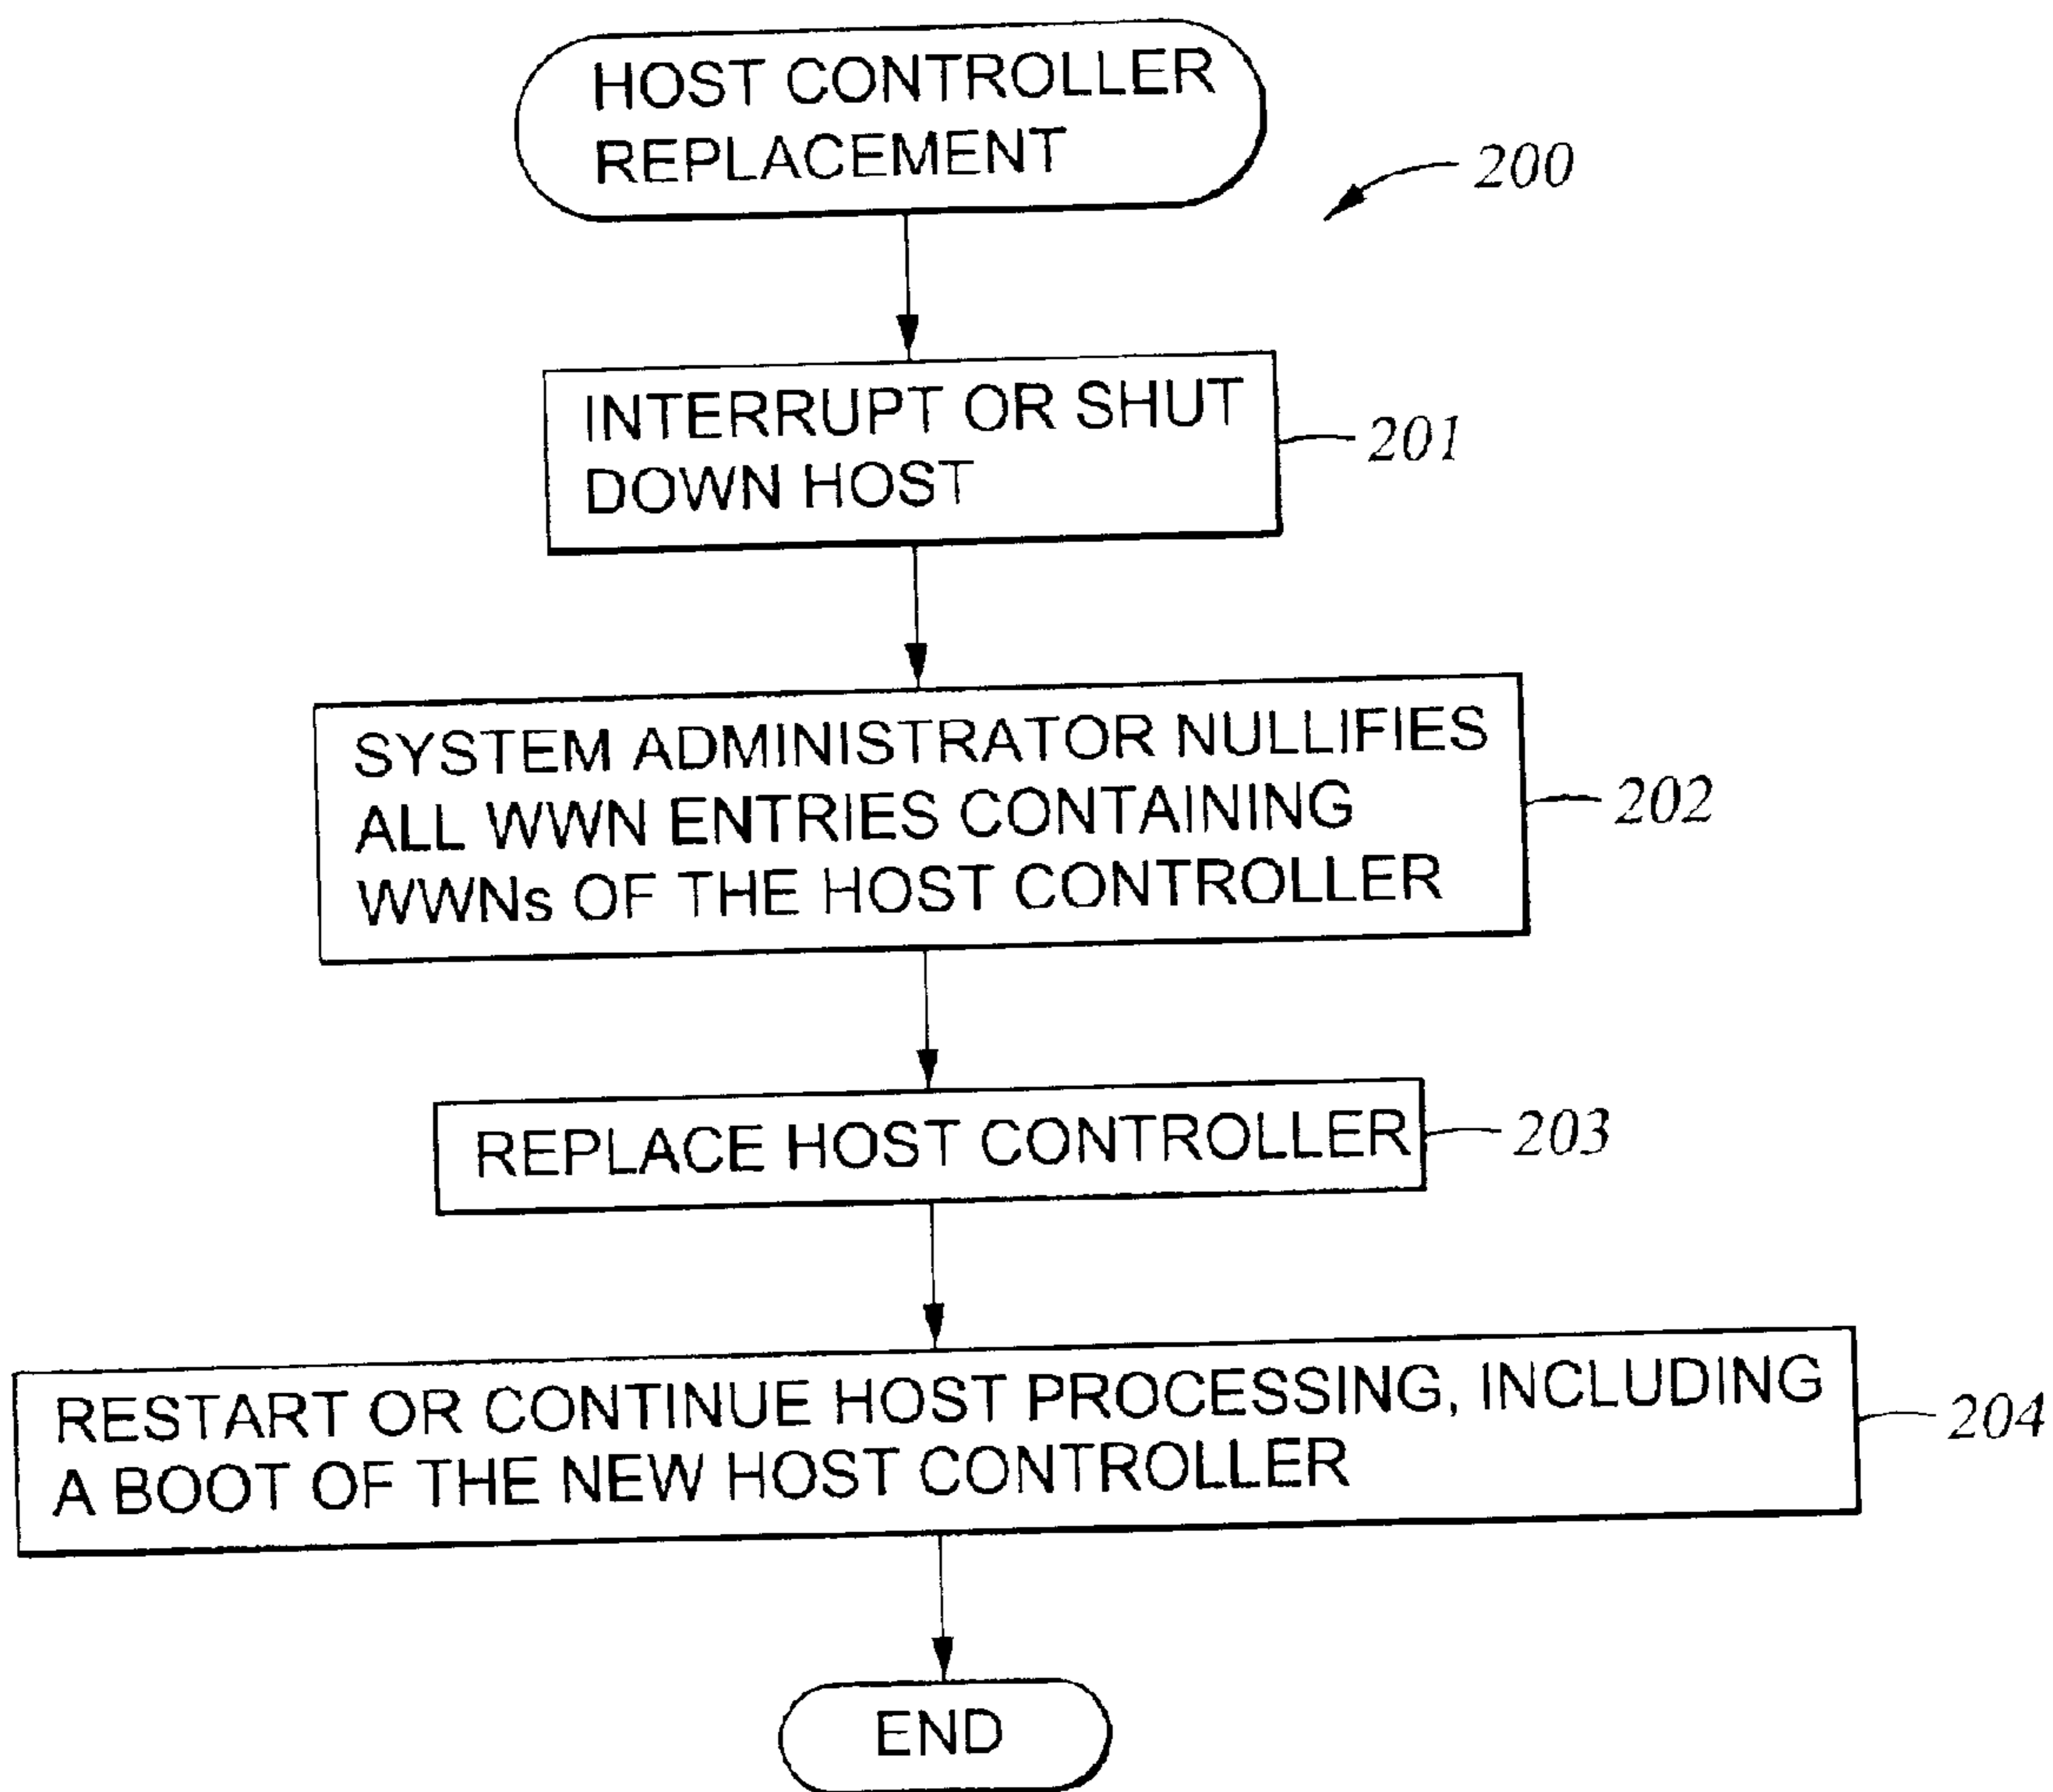 HOST CONTROLLER
REPLACEMENT
200
INTERRUPT OR SHUT
DOWN HOST
201
SYSTEM ADMINISTRATOR NULLIFIES
ALL WWN ENTRIES CONTAINING
WWNs OF THE HOST CONTROLLER
202
REPLACE HOST CONTROLLER
203
RESTART OR CONTINUE HOST PROCESSING, INCLUDING
A BOOT OF THE NEW HOST CONTROLLER
204
END